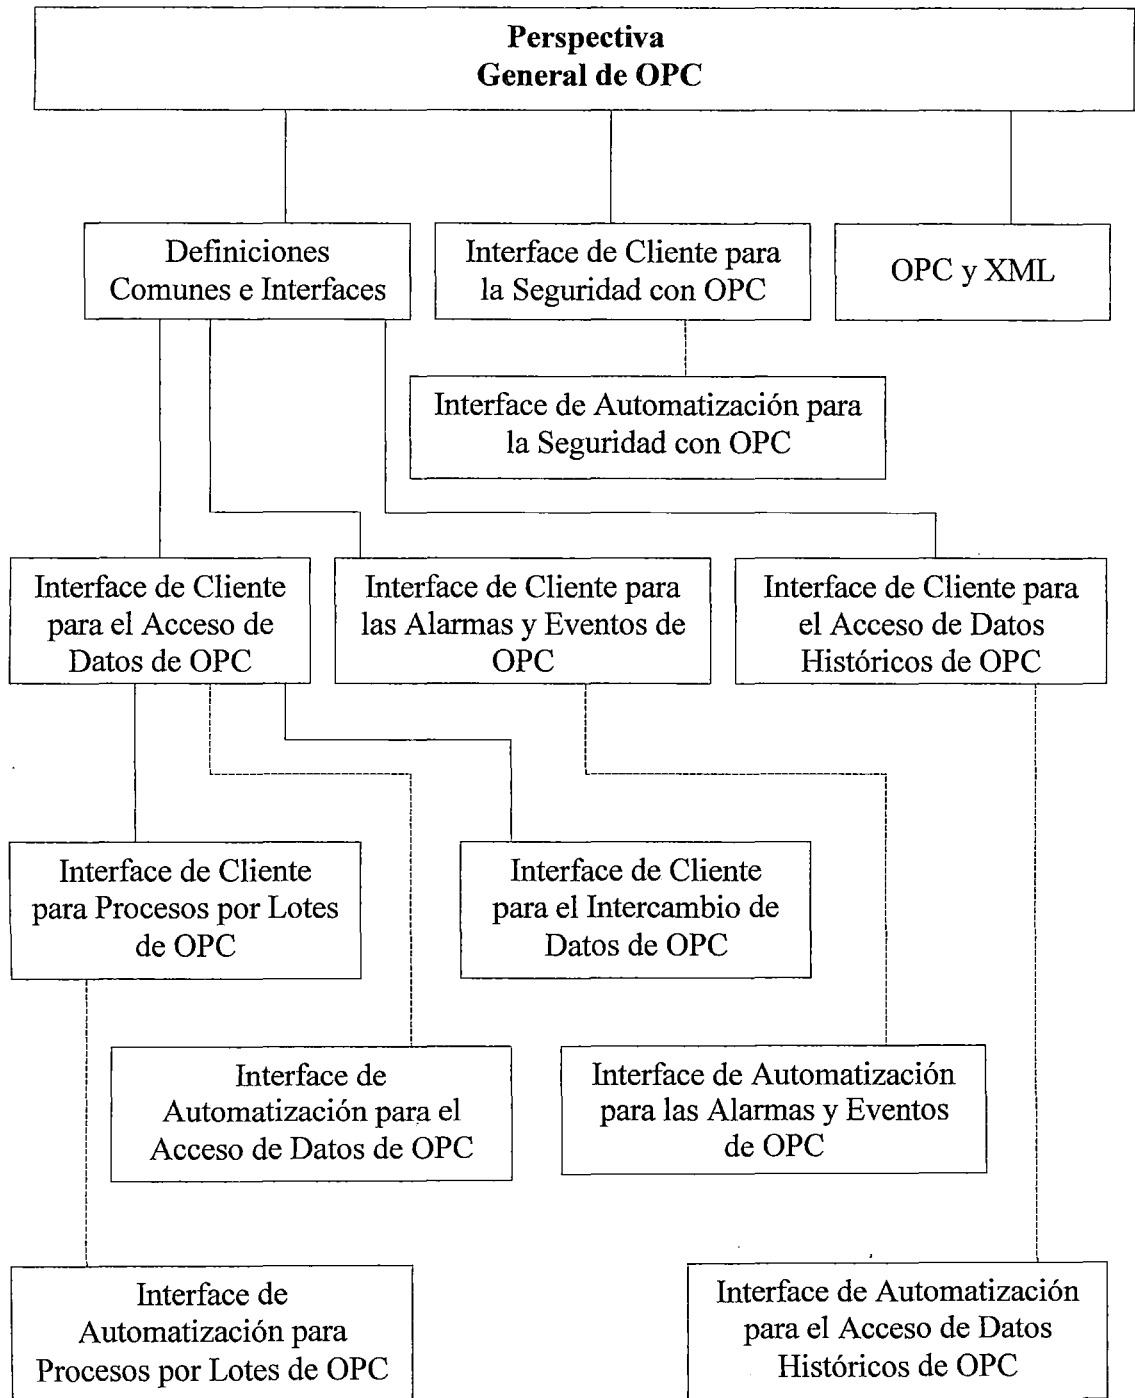 Perspectiva
General de OPC
Definiciones
Comunes e Interfaces
Interface de Cliente para
la Seguridad con OPC
OPC y XML
Interface de Automatización para
la Seguridad con OPC
Interface de Cliente
para el Acceso de
Datos de OPC
Interface de Cliente para
las Alarmas y Eventos de
OPC
Interface de Cliente para
el Acceso de Datos
Históricos de OPC
Interface de Cliente
para Procesos por Lotes
de OPC
Interface de Cliente
para el Intercambio de
Datos de OPC
Interface de
Automatización para el
Acceso de Datos de OPC
Interface de Automatización
para las Alarmas y Eventos
de OPC
Interface de
Automatización para
Procesos por Lotes de OPC
Interface de Automatización
para el Acceso de Datos
Históricos de OPC